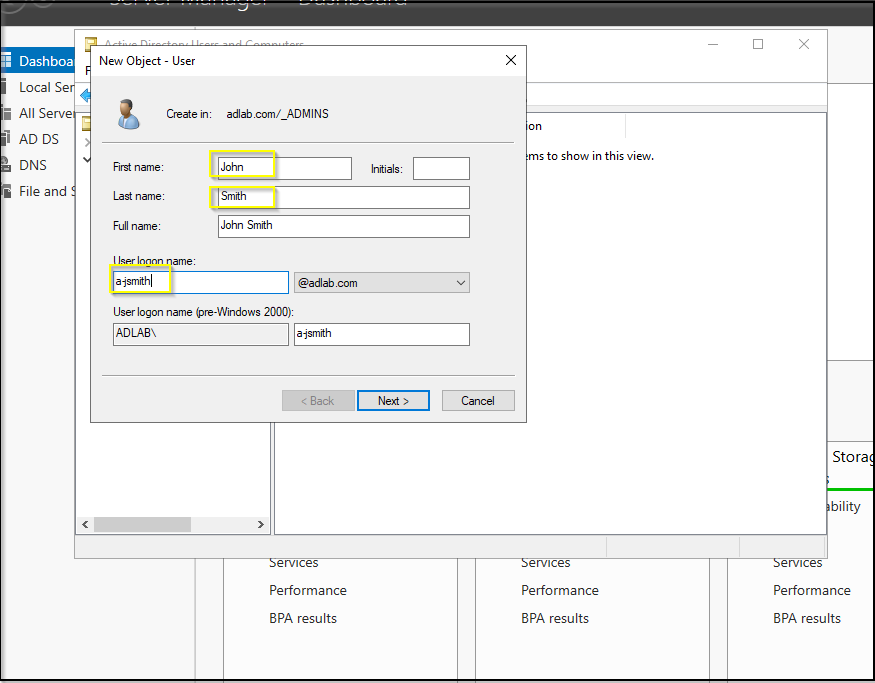 Server Manager Dashboard
Active Directory Users and Computers
New Object - User
Create in: adlab.com/_ADMINS
First name: John Initials:
Last name: Smith
Full name: John Smith
User logon name:
a-jsmith @adlab.com
User logon name (pre-Windows 2000):
ADLAB\ a-jsmith
< Back Next > Cancel
Local Ser
All Server
AD DS
DNS
File and S
Dashboa
F
ion
ems to show in this view.
Storag
s
ability
Services Services Services
Performance Performance Performance
BPA results BPA results BPA results